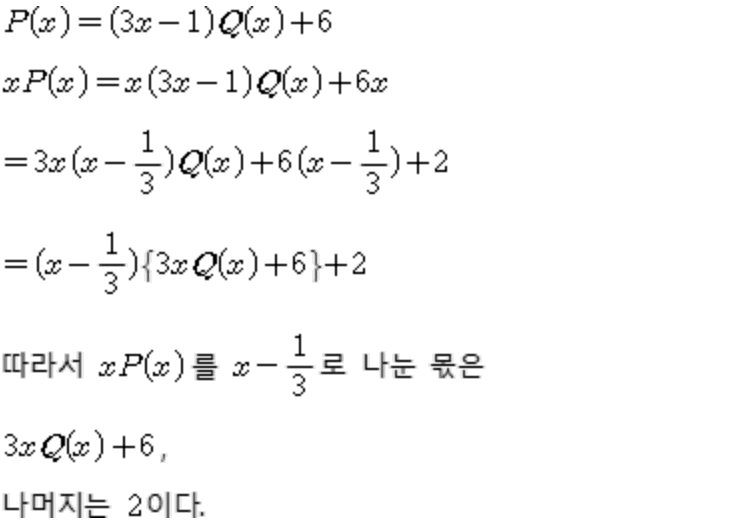 P(x)=(3x-1)Q(x)+6
xP(x)=x(3x-1)Q(x)+6x
=3x(x-1/3)Q(x)+6(x-1/3)+2
=(x-1/3){3xQ(x)+6}+2
따라서 xP(x)를 x-1/3로 나눈 몫은
3xQ(x)+6,
나머지는 2이다.